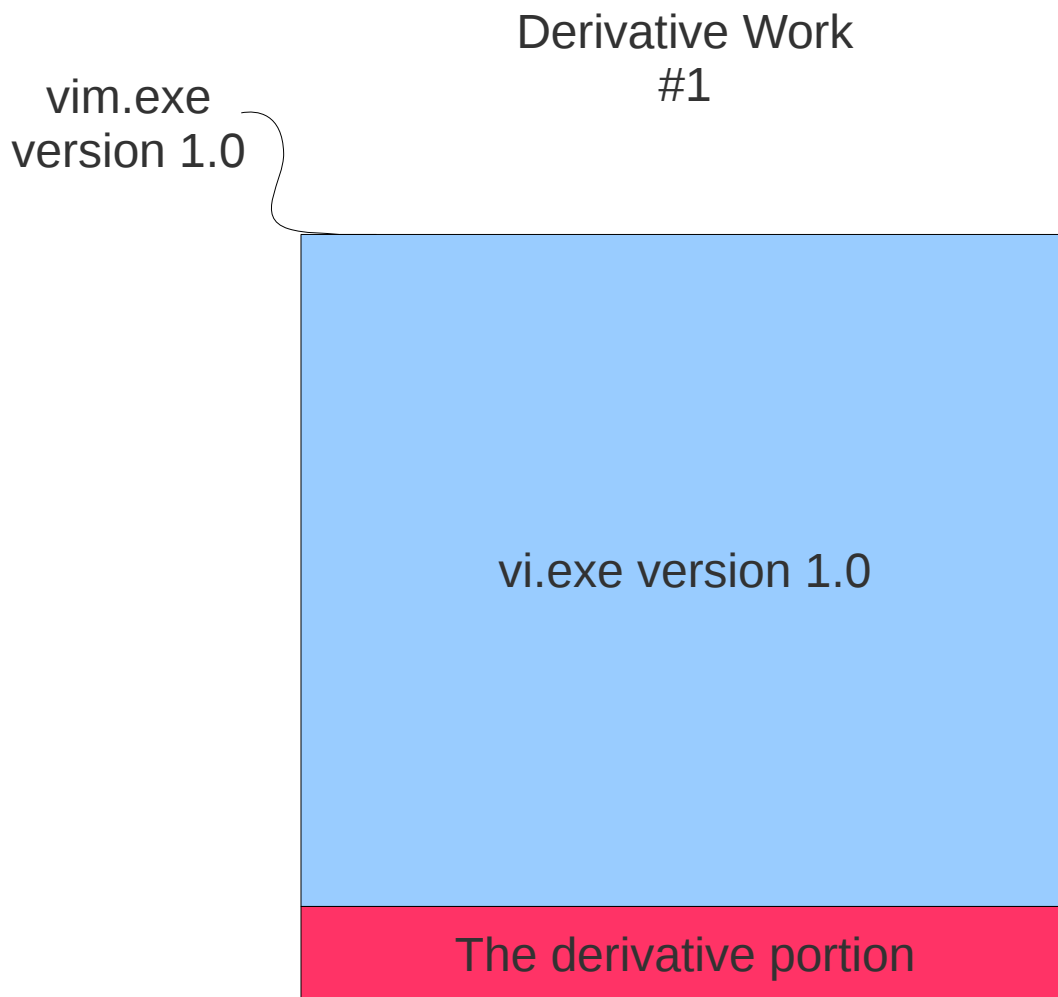 Derivative Work
#1
vim.exe
version 1.0
vi.exe version 1.0
The derivative portion